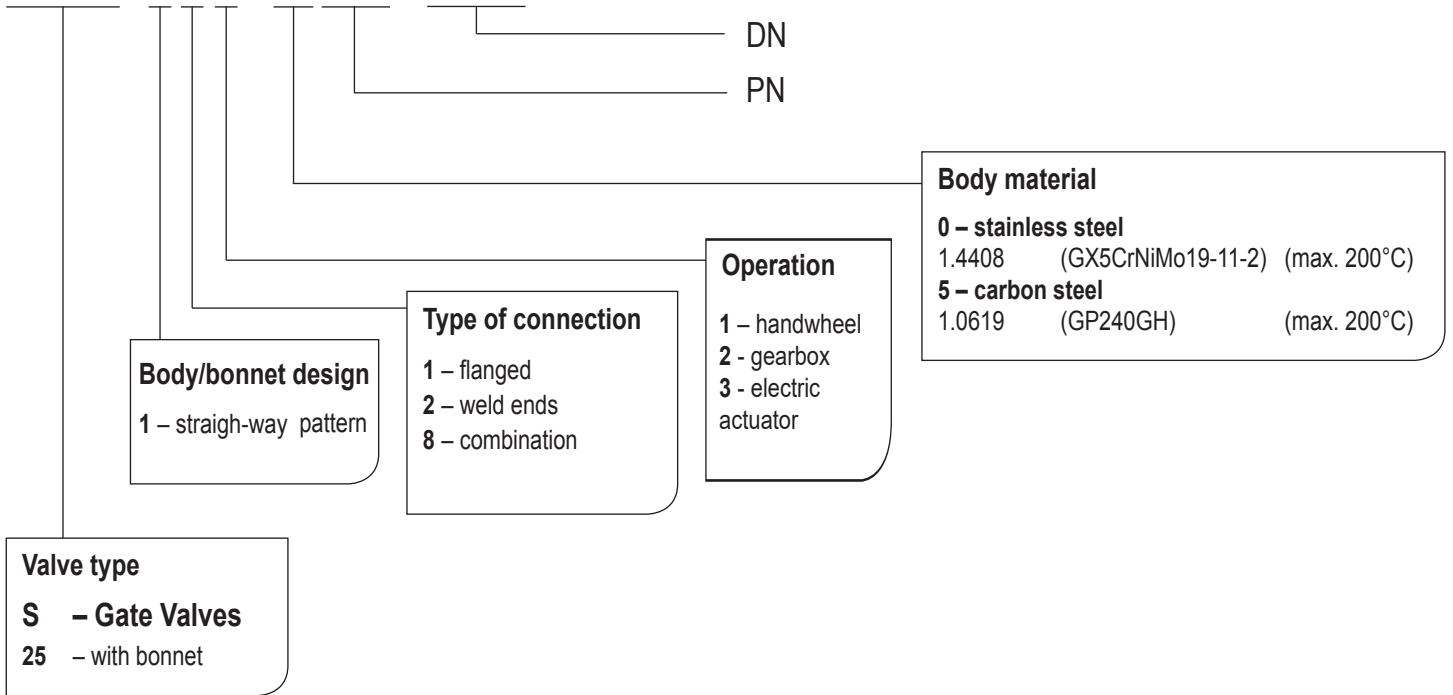 DN
PN
Body material
0 – stainless steel
1.4408 (GX5CrNiMo19-11-2) (max. 200°C)
5 – carbon steel
1.0619 (GP240GH) (max. 200°C)
Operation
1 – handwheel
2 - gearbox
3 - electric
actuator
Type of connection
1 – flanged
2 – weld ends
8 – combination
Body/bonnet design
1 – straigh-way pattern
Valve type
S – Gate Valves
25 – with bonnet